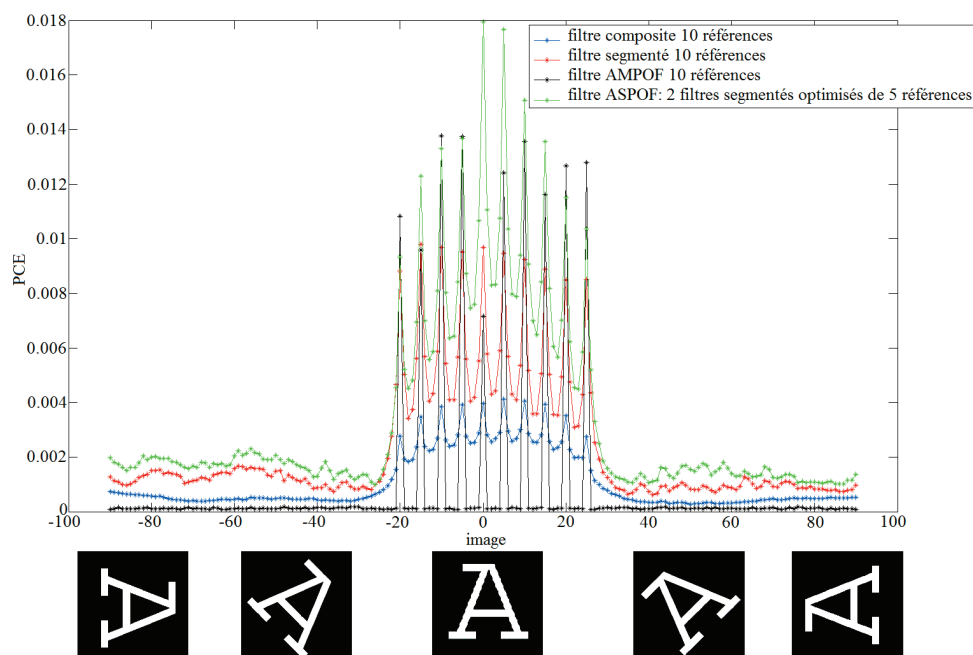 0.018
0.016
0.014
0.012
0.01
0.008
0.006
0.004
0.002
0
PCE
filtre composite 10 références
filtre segmenté 10 références
filtre AMPOF 10 références
filtre ASPOF: 2 filtres segmentés optimisés de 5 références
-100 -80 -60 -40 -20 0 20 40 60 80 100
image
A A A A A